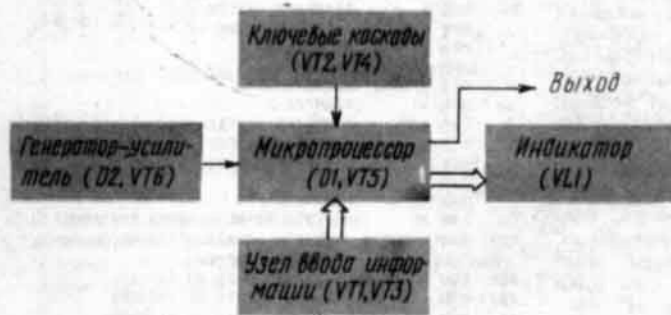 Ключевые каскады
(VT2, VT4)
Выход
Генератор-усили-
тель (D2, VT6)
Микропроцессор
(D1, VT5)
Индикатор
(VL1)
Узел ввода инфор-
мации (VT1, VT3)